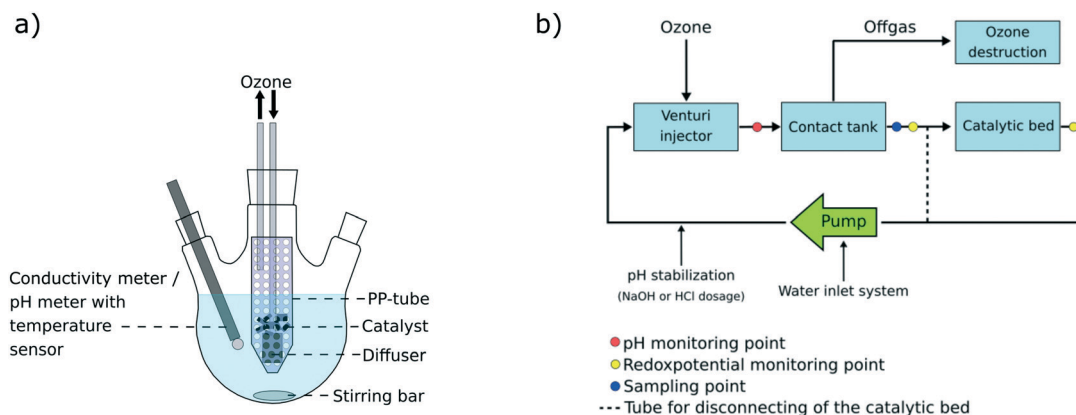 a)
Ozone
Conductivity meter /
pH meter with
temperature
sensor
PP-tube
Catalyst
Diffuser
Stirring bar
b)
Ozone
Offgas
Ozone
destruction
Venturi
injector
Contact tank
Catalytic bed
Pump
pH stabilization
(NaOH or HCl dosage)
Water inlet system
pH monitoring point
Redoxpotential monitoring point
Sampling point
Tube for disconnecting of the catalytic bed